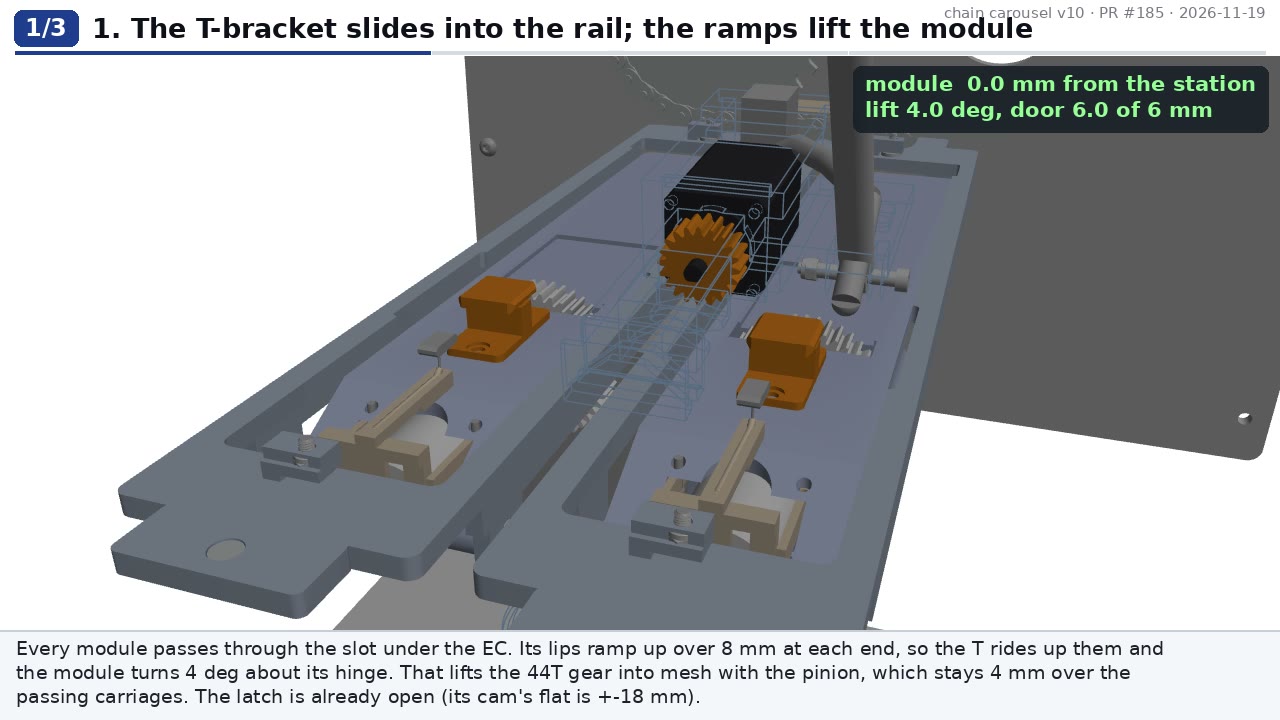 chain carousel v10 · PR #185 · 2026-11-19
1/3 1. The T-bracket slides into the rail; the ramps lift the module
module 0.0 mm from the station
lift 4.0 deg, door 6.0 of 6 mm
Every module passes through the slot under the EC. Its lips ramp up over 8 mm at each end, so the T rides up them and
the module turns 4 deg about its hinge. That lifts the 44T gear into mesh with the pinion, which stays 4 mm over the
passing carriages. The latch is already open (its cam's flat is +-18 mm).